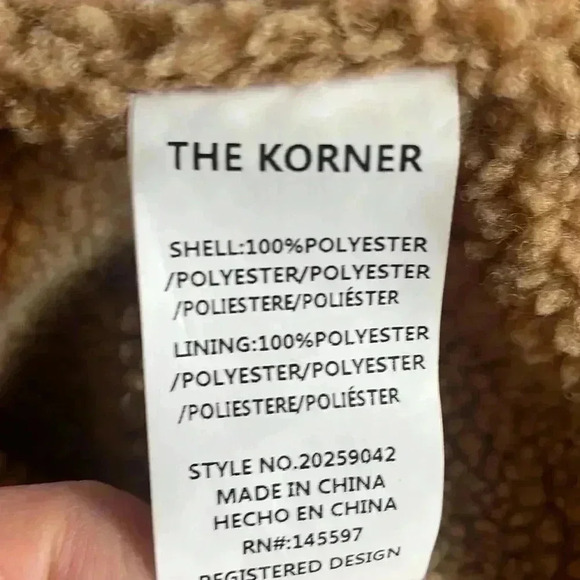 THE KORNER
SHELL:100%POLYESTER
/POLYESTER/POLYESTER
/POLIESTERE/POLIÉSTER
LINING:100%POLYESTER
/POLYESTER/POLYESTER
/POLIESTERE/POLIÉSTER
STYLE NO.20259042
MADE IN CHINA
HECHO EN CHINA
RN#:145597
REGISTERED DESIGN